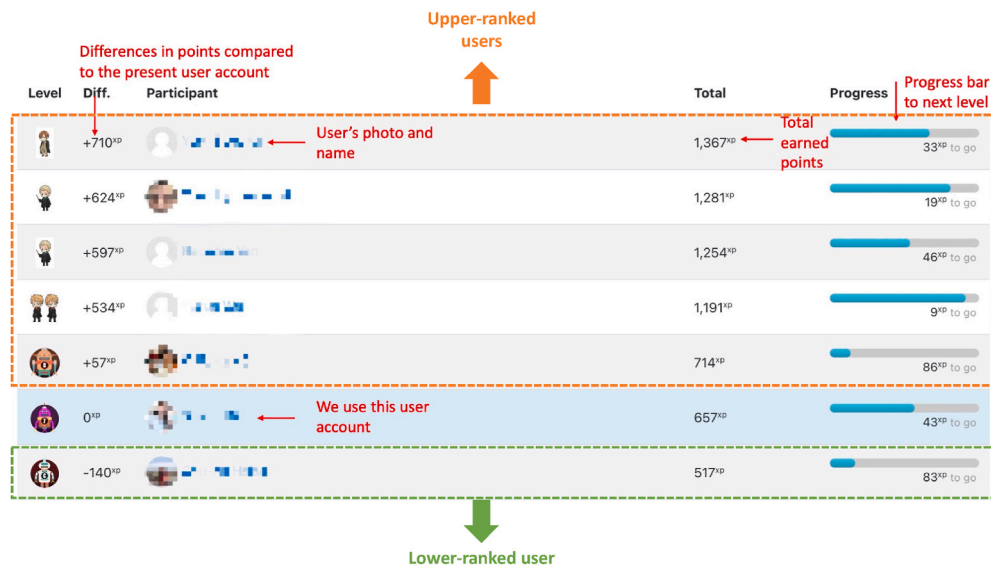 Upper-ranked
users
Differences in points compared
to the present user account
Progress bar
to next level
Level Diff. Participant Total Progress
+710xp User's photo and
name 1,367xp Total
earned
points 33xp to go
+624xp 1,281xp 19xp to go
+597xp 1,254xp 46xp to go
+534xp 1,191xp 9xp to go
+57xp 714xp 86xp to go
0xp We use this user
account 657xp 43xp to go
-140xp 517xp 83xp to go
Lower-ranked user